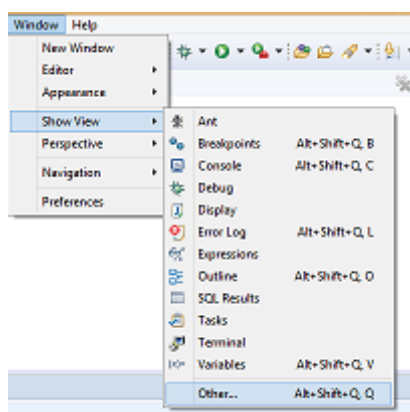 Window Help
New Window
Editor
Appearance
Show View
Perspective
Navigation
Preferences
Ant
Breakpoints Alt+Shift+Q, B
Console Alt+Shift+Q, C
Debug
Display
Error Log Alt+Shift+Q, L
Expressions
Outline Alt+Shift+Q, O
SQL Results
Tasks
Terminal
Variables Alt+Shift+Q, V
Other... Alt+Shift+Q, Q